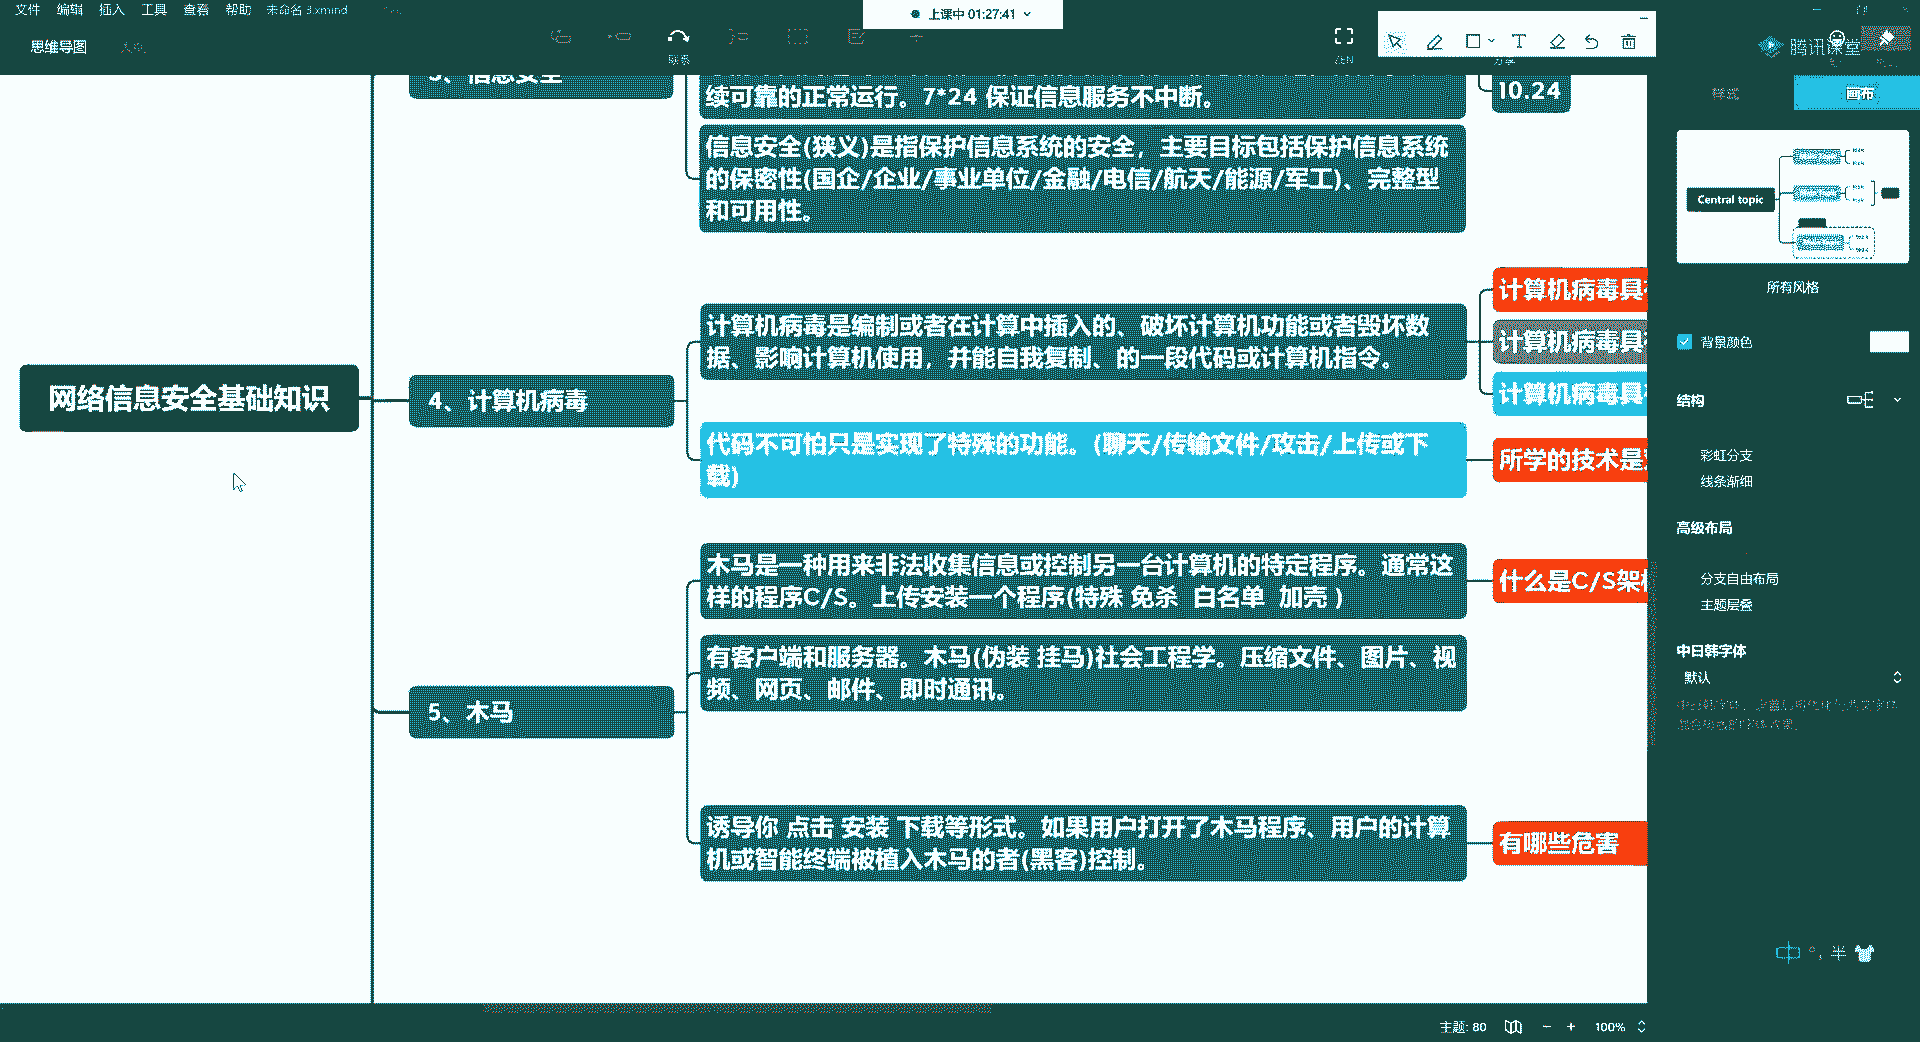 文件 编辑 插入 工具 查看 帮助 未命名 3.xmind
上课中 01:27:41
思维导图
联系
ZEN
分享
腾讯课堂
样式
画布
3、信息安全
续可靠的正常运行。7*24 保证信息服务不中断。
10.24
信息安全(狭义)是指保护信息系统的安全，主要目标包括保护信息系统
的保密性(国企/企业/事业单位/金融/电信/航天/能源/军工)、完整型
和可用性。
网络信息安全基础知识
4、计算机病毒
计算机病毒是编制或者在计算中插入的、破坏计算机功能或者毁坏数
据、影响计算机使用，并能自我复制、的一段代码或计算机指令。
计算机病毒具
计算机病毒具
计算机病毒具
代码不可怕只是实现了特殊的功能。(聊天/传输文件/攻击/上传或下
载)
所学的技术是
5、木马
木马是一种用来非法收集信息或控制另一台计算机的特定程序。通常这
样的程序C/S。上传安装一个程序(特殊 免杀 白名单 加壳 )
什么是C/S架
有客户端和服务器。木马(伪装 挂马)社会工程学。压缩文件、图片、视
频、网页、邮件、即时通讯。
诱导你 点击 安装 下载等形式。如果用户打开了木马程序、用户的计算
机或智能终端被植入木马的者(黑客)控制。
有哪些危害
Central topic
所有风格
背景颜色
结构
彩虹分支
线条渐细
高级布局
分支自由布局
主题层叠
中日韩字体
默认
中 °, 半
主题: 80
100%